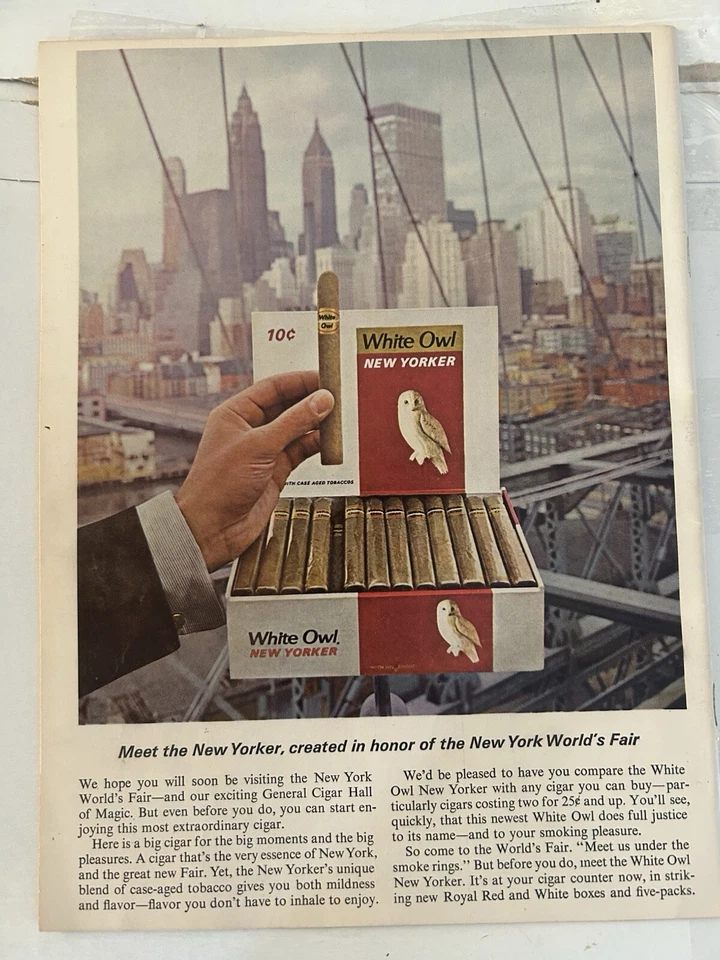 10¢
White Owl
NEW YORKER
White
Owl
WITH CASE AGED TOBACCOS
White Owl
NEW YORKER
Meet the New Yorker, created in honor of the New York World's Fair
We hope you will soon be visiting the New York
World's Fair—and our exciting General Cigar Hall
of Magic. But even before you do, you can start en-
joying this most extraordinary cigar.
Here is a big cigar for the big moments and the big
pleasures. A cigar that's the very essence of New York,
and the great new Fair. Yet, the New Yorker's unique
blend of case-aged tobacco gives you both mildness
and flavor—flavor you don't have to inhale to enjoy.
We'd be pleased to have you compare the White
Owl New Yorker with any cigar you can buy—par-
ticularly cigars costing two for 25¢ and up. You'll see,
quickly, that this newest White Owl does full justice
to its name—and to your smoking pleasure.
So come to the World's Fair. "Meet us under the
smoke rings." But before you do, meet the White Owl
New Yorker. It's at your cigar counter now, in strik-
ing new Royal Red and White boxes and five-packs.